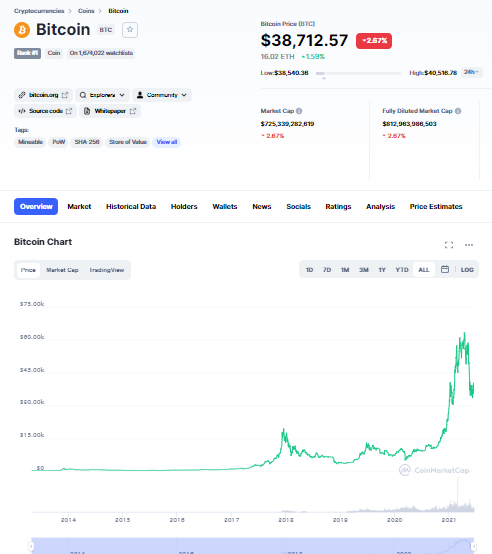 Cryptocurrencies > Coins > Bitcoin
Bitcoin BTC
Rank #1 Coin On 1,674,022 watchlists
bitcoin.org Explorers Community
Source code Whitepaper
Tags:
Mineable PoW SHA-256 Store of Value View all
Bitcoin Price (BTC)
$38,712.57 2.67%
16.02 ETH 1.59%
Low:$38,540.36 High:$40,516.78 24h
Market Cap
$725,339,282,619
2.67%
Fully Diluted Market Cap
$812,963,986,503
2.67%
Overview Market Historical Data Holders Wallets News Socials Ratings Analysis Price Estimates
Bitcoin Chart
Price Market Cap TradingView 1D 7D 1M 3M 1Y YTD ALL LOG
$75.00k
$60.00k
$45.00k
$30.00k
$15.00k
$0
CoinMarketCap
2014 2015 2016 2017 2018 2019 2020 2021
2014 2016 2018 2020